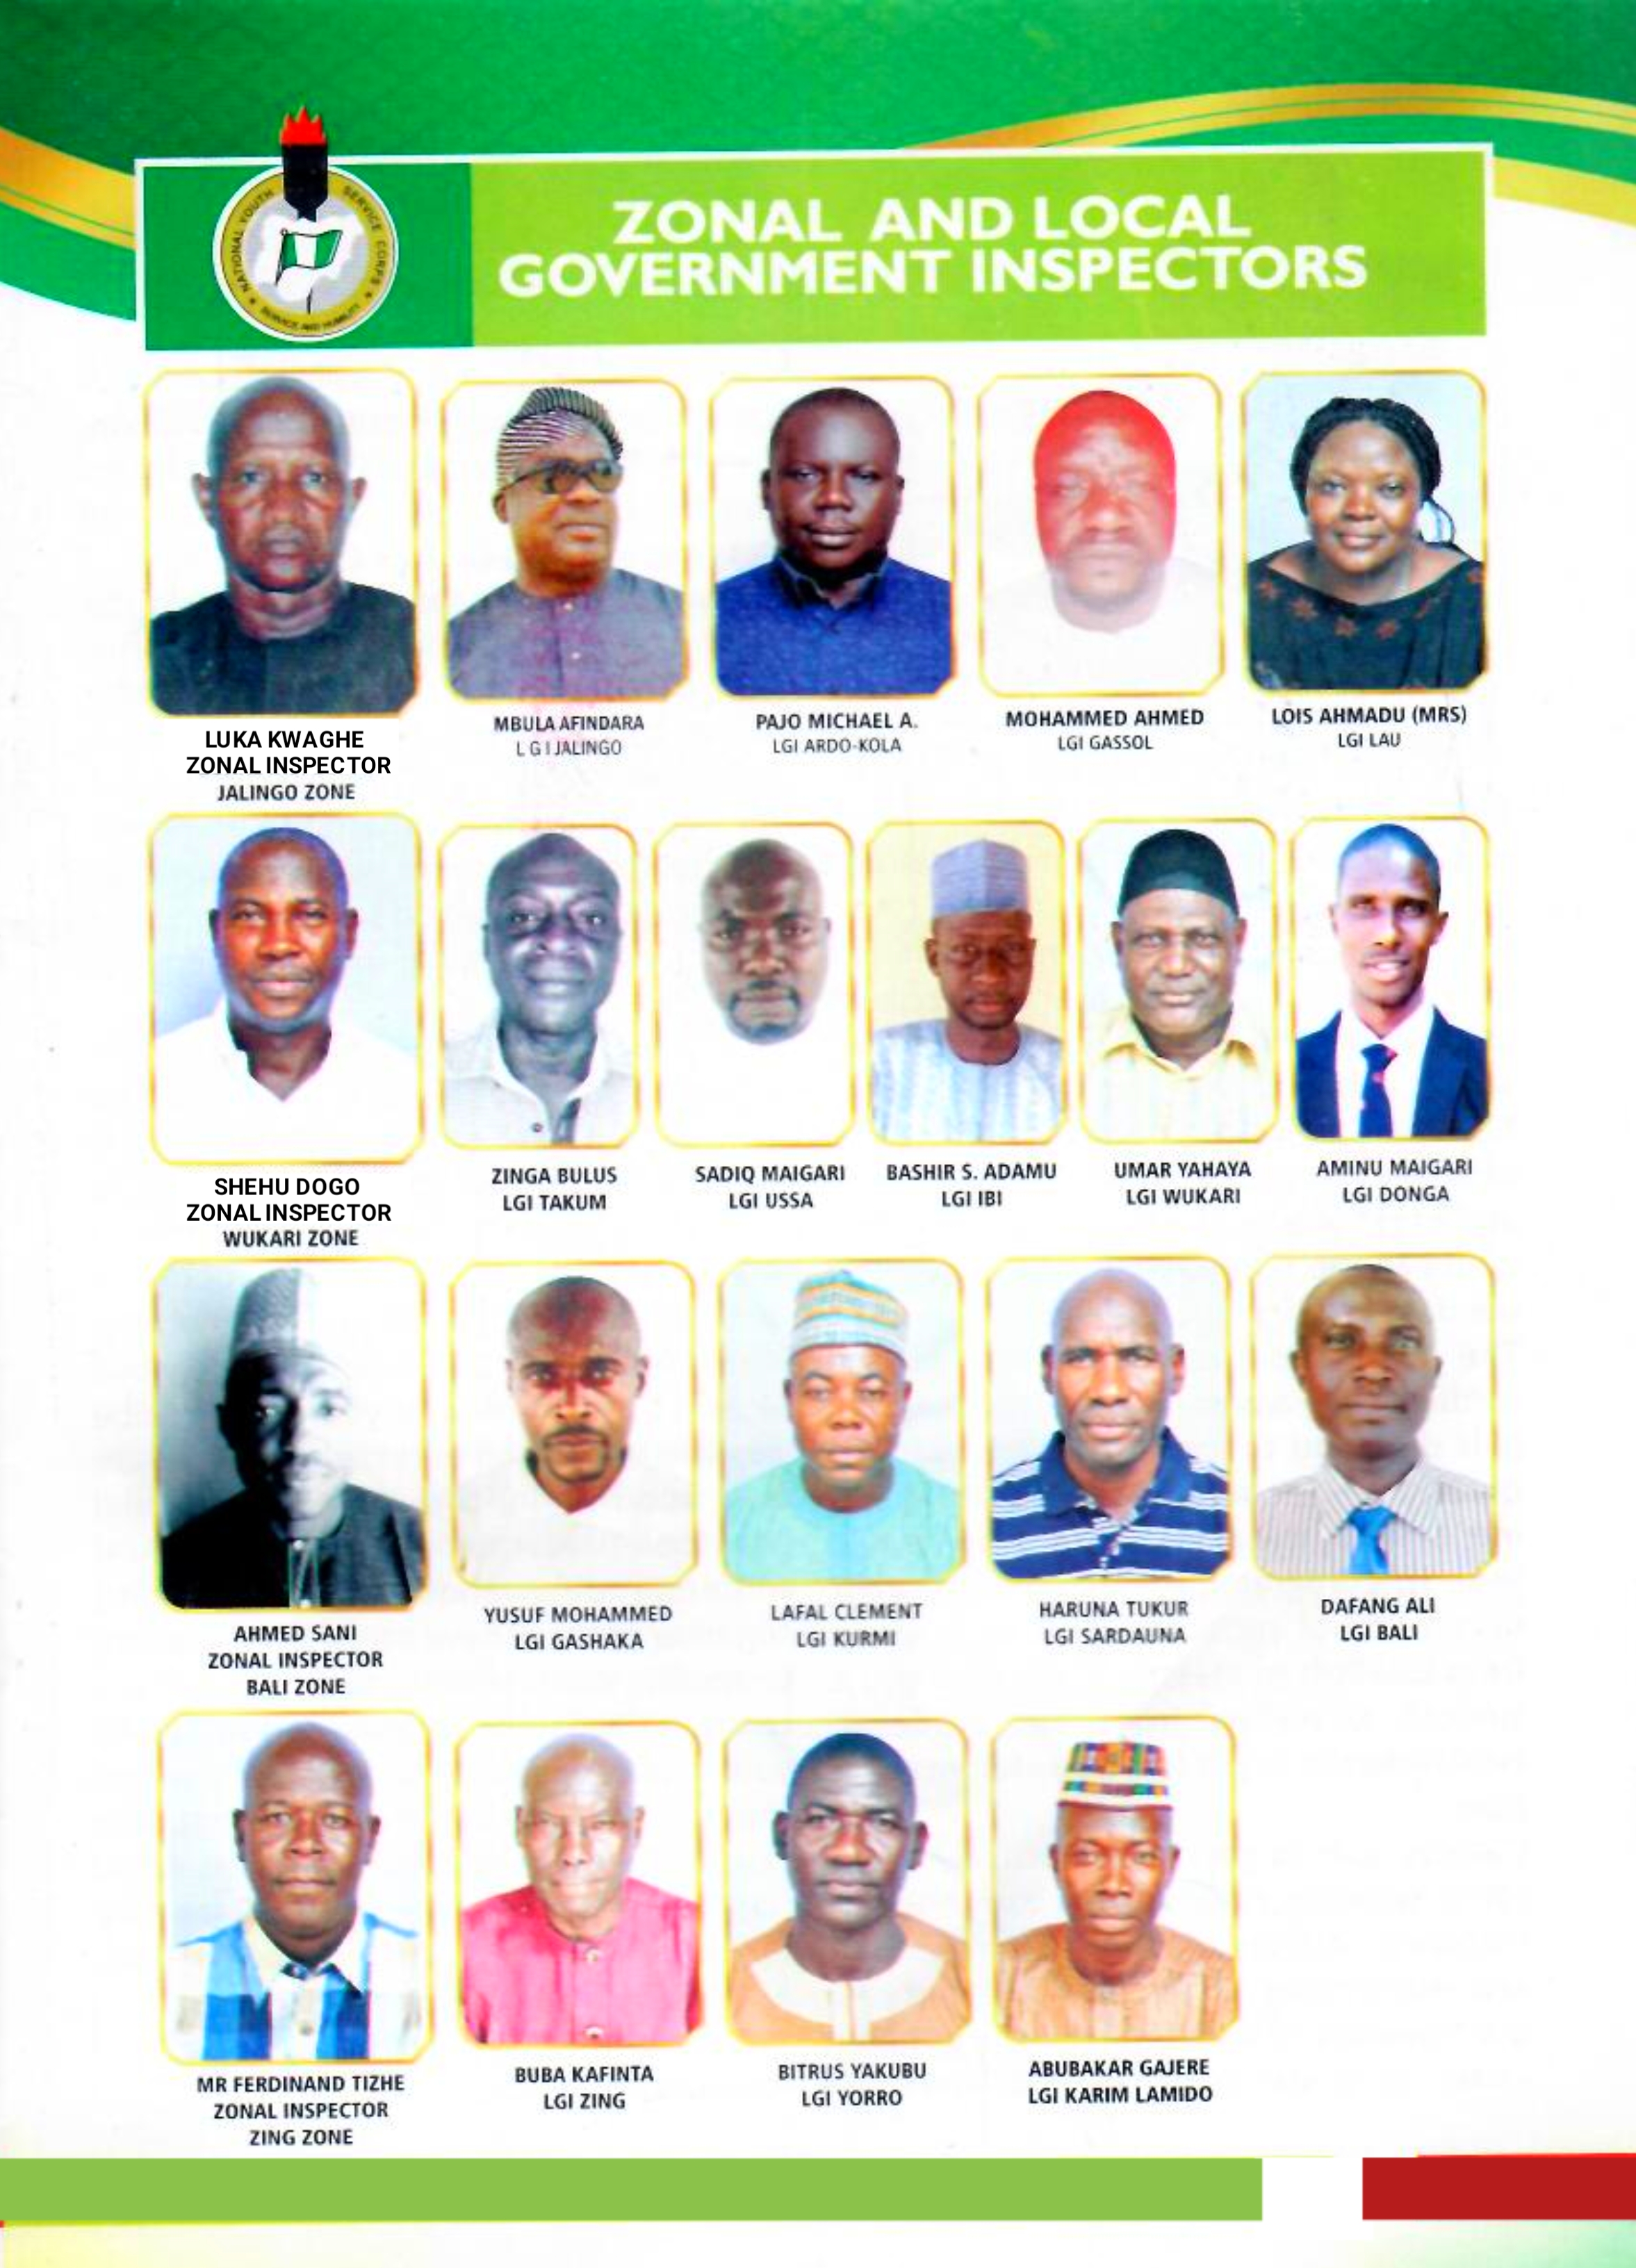 NATIONAL YOUTH SERVICE CORPS
SERVICE AND HUMILITY
ZONAL AND LOCAL
GOVERNMENT INSPECTORS
LUKA KWAGHE
ZONAL INSPECTOR
JALINGO ZONE
MBULA AFINDARA
L G I JALINGO
PAJO MICHAEL A.
LGI ARDO-KOLA
MOHAMMED AHMED
LGI GASSOL
LOIS AHMADU (MRS)
LGI LAU
SHEHU DOGO
ZONAL INSPECTOR
WUKARI ZONE
ZINGA BULUS
LGI TAKUM
SADIQ MAIGARI
LGI USSA
BASHIR S. ADAMU
LGI IBI
UMAR YAHAYA
LGI WUKARI
AMINU MAIGARI
LGI DONGA
AHMED SANI
ZONAL INSPECTOR
BALI ZONE
YUSUF MOHAMMED
LGI GASHAKA
LAFAL CLEMENT
LGI KURMI
HARUNA TUKUR
LGI SARDAUNA
DAFANG ALI
LGI BALI
MR FERDINAND TIZHE
ZONAL INSPECTOR
ZING ZONE
BUBA KAFINTA
LGI ZING
BITRUS YAKUBU
LGI YORRO
ABUBAKAR GAJERE
LGI KARIM LAMIDO